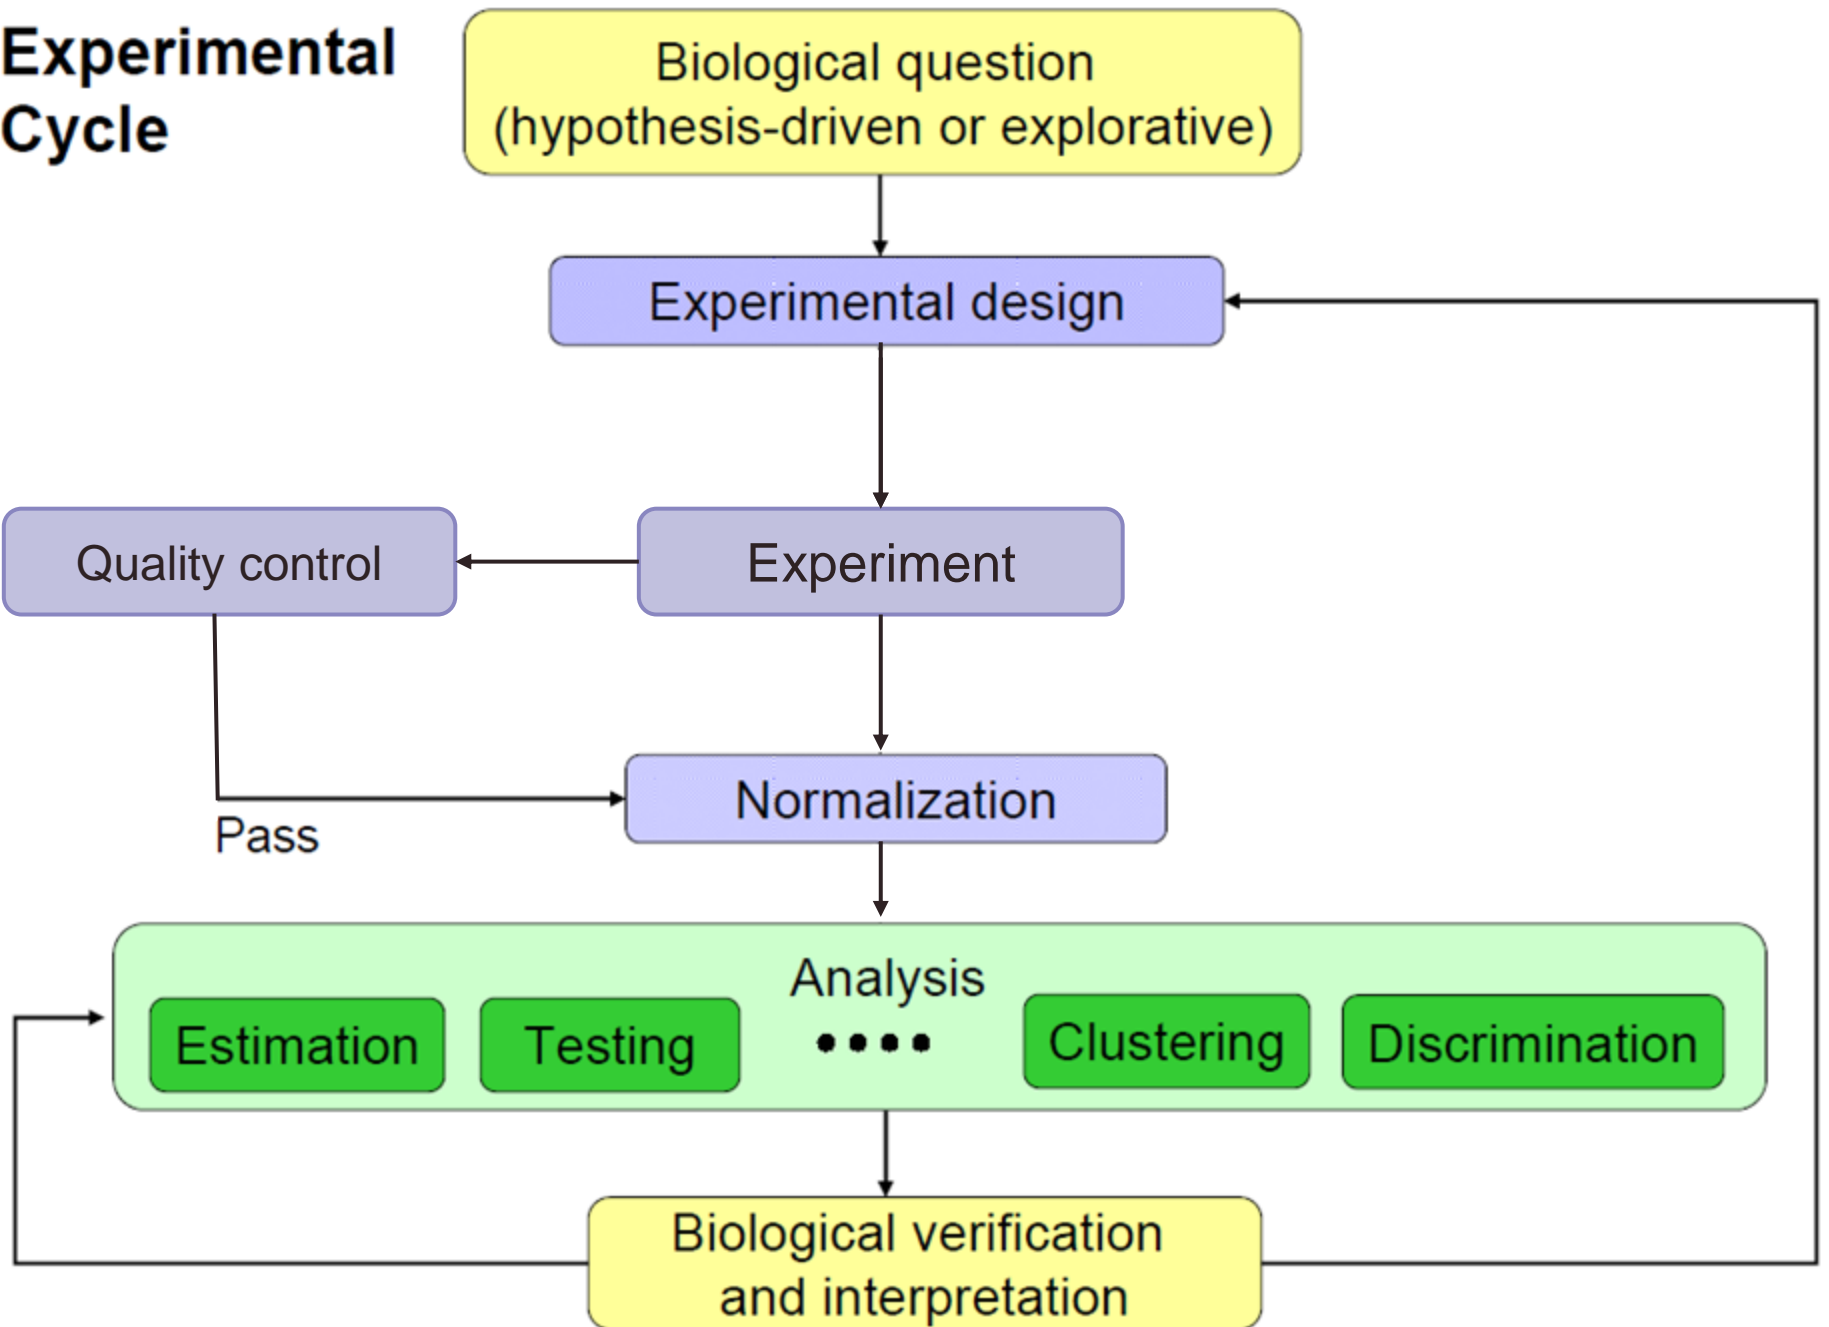 Experimental
Cycle
Biological question
(hypothesis-driven or explorative)
Experimental design
Quality control
Experiment
Normalization
Pass
Analysis
Estimation
Testing
Clustering
Discrimination
Biological verification
and interpretation